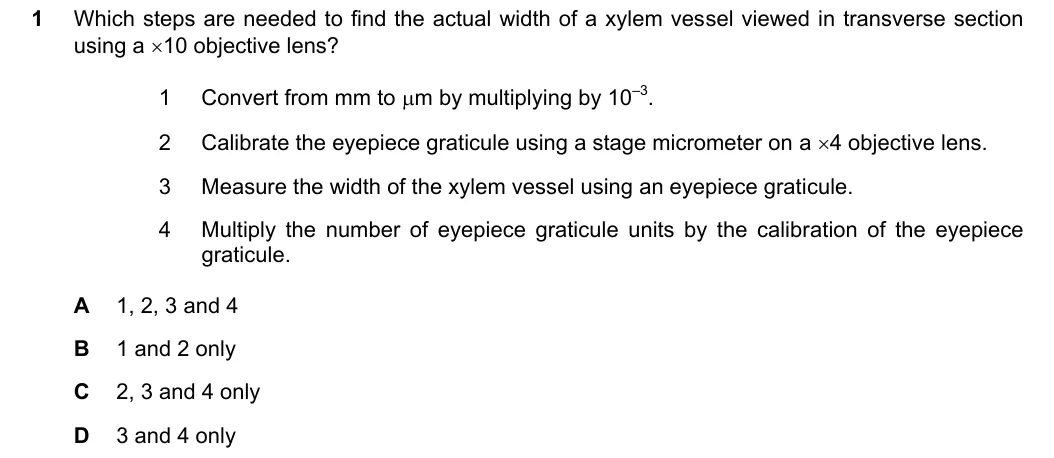 1 Which steps are needed to find the actual width of a xylem vessel viewed in transverse section
using a ×10 objective lens?
1 Convert from mm to μm by multiplying by 10⁻³.
2 Calibrate the eyepiece graticule using a stage micrometer on a ×4 objective lens.
3 Measure the width of the xylem vessel using an eyepiece graticule.
4 Multiply the number of eyepiece graticule units by the calibration of the eyepiece
graticule.
A 1, 2, 3 and 4
B 1 and 2 only
C 2, 3 and 4 only
D 3 and 4 only